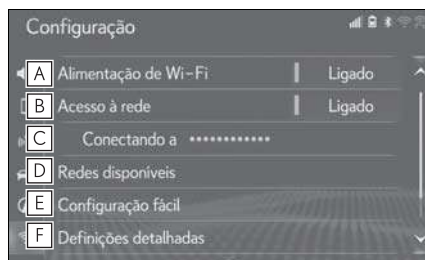 Configuração
A Alimentação de Wi-Fi Ligado
B Acesso à rede Ligado
C Conectando a ••••••••••••
D Redes disponíveis
E Configuração fácil
F Definições detalhadas